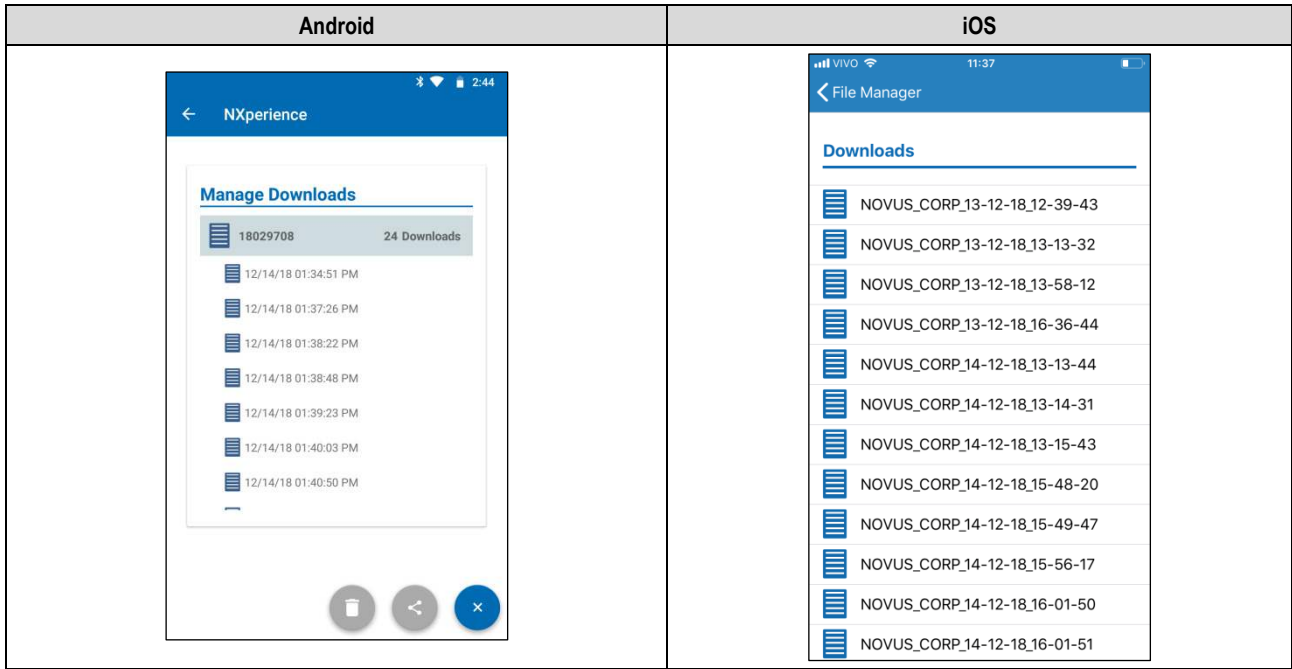 Android
iOS
2:44
NXperience
Manage Downloads
18029708 24 Downloads
12/14/18 01:34:51 PM
12/14/18 01:37:26 PM
12/14/18 01:38:22 PM
12/14/18 01:38:48 PM
12/14/18 01:39:23 PM
12/14/18 01:40:03 PM
12/14/18 01:40:50 PM
VIVO 11:37
File Manager
Downloads
NOVUS_CORP_13-12-18_12-39-43
NOVUS_CORP_13-12-18_13-13-32
NOVUS_CORP_13-12-18_13-58-12
NOVUS_CORP_13-12-18_16-36-44
NOVUS_CORP_14-12-18_13-13-44
NOVUS_CORP_14-12-18_13-14-31
NOVUS_CORP_14-12-18_13-15-43
NOVUS_CORP_14-12-18_15-48-20
NOVUS_CORP_14-12-18_15-49-47
NOVUS_CORP_14-12-18_15-56-17
NOVUS_CORP_14-12-18_16-01-50
NOVUS_CORP_14-12-18_16-01-51